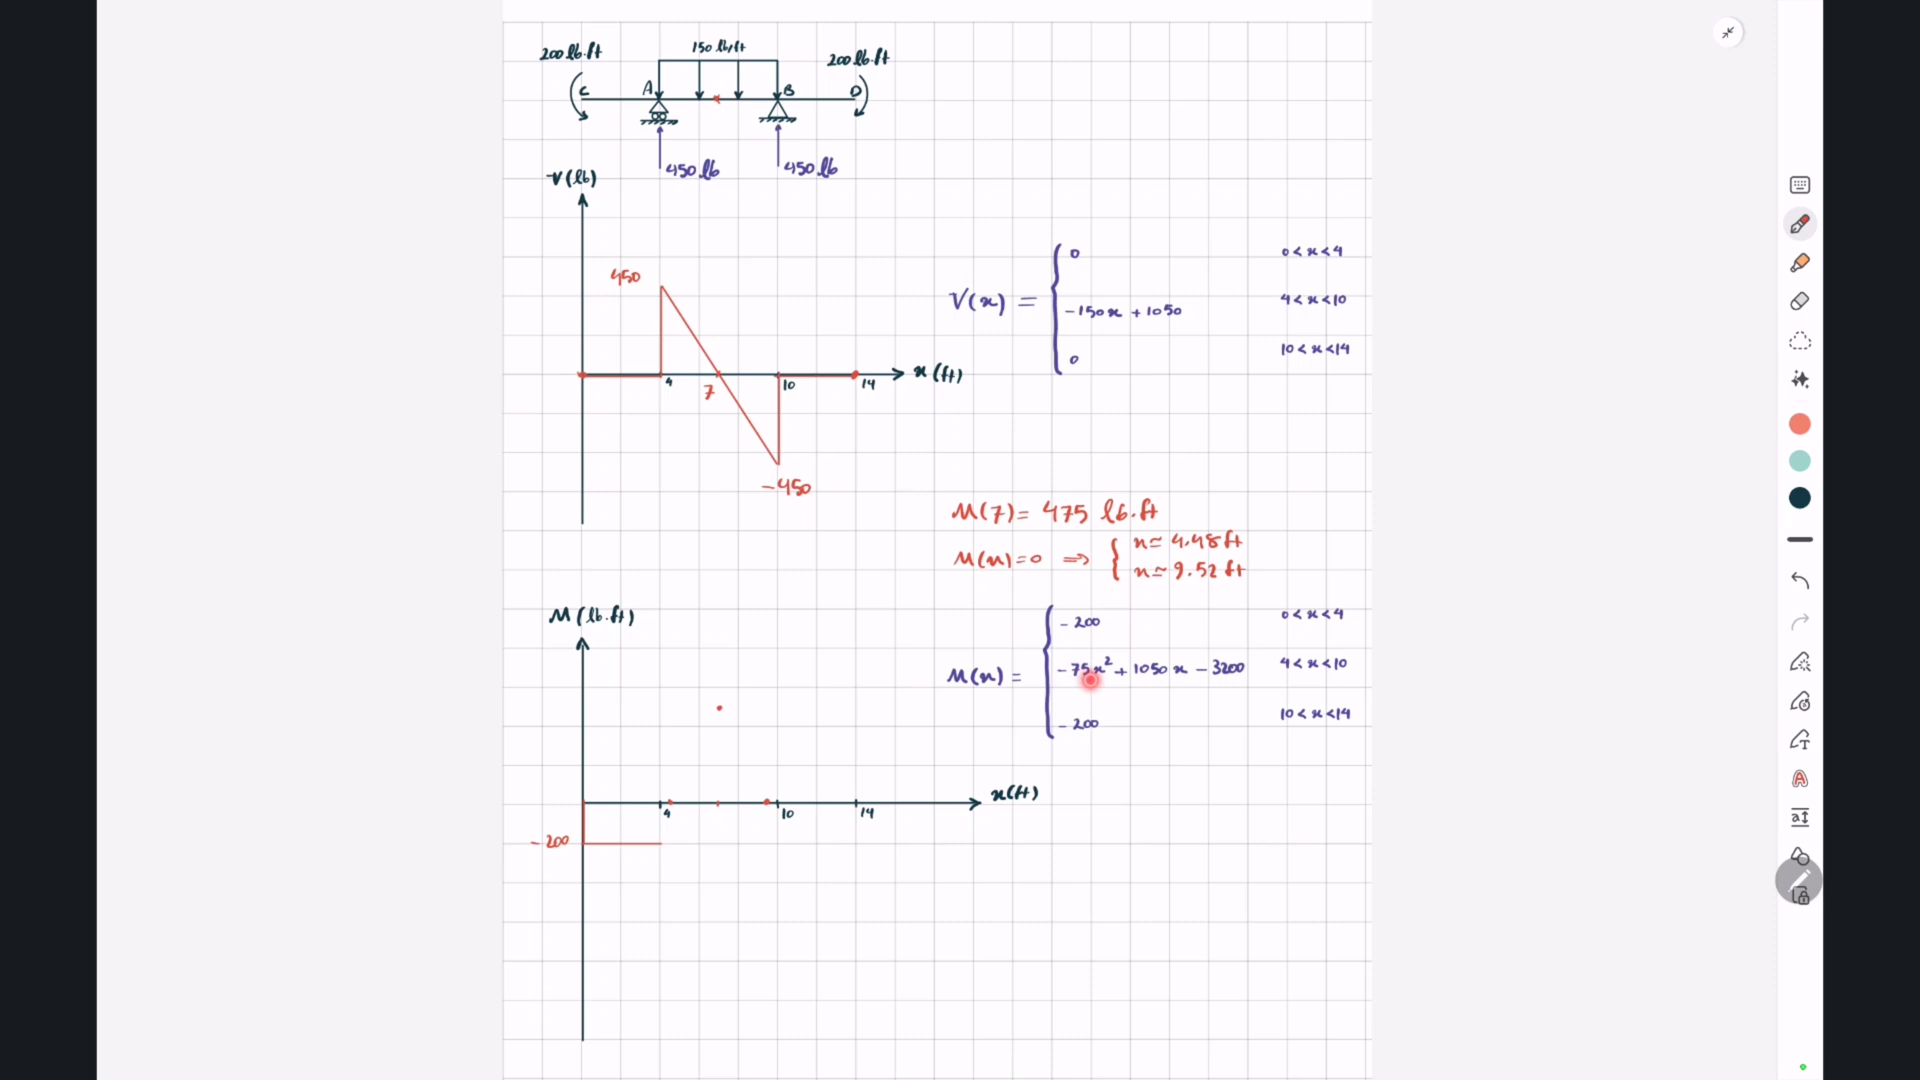 200 lb.ft
150 lb/ft
200 lb.ft
C
A
B
D
450 lb
450 lb
V(lb)
450
V(x) = { 0 0<x<4
-150x + 1050 4<x<10
0 10<x<14
4
7
10
14
x(ft)
-450
M(7) = 475 lb.ft
M(x) = 0 ⇒ { x ≃ 4.48 ft
x ≃ 9.52 ft
M(lb.ft)
M(x) = { -200 0<x<4
-75x² + 1050x - 3200 4<x<10
-200 10<x<14
4
10
14
x(ft)
-200